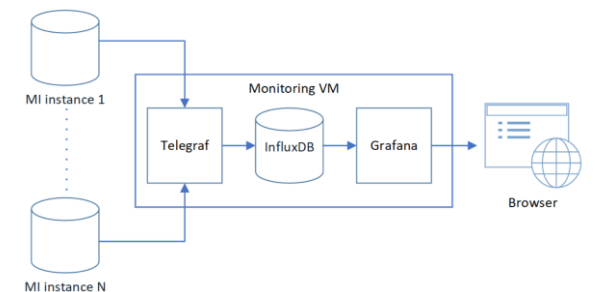 MI instance 1
Monitoring VM
Telegraf
InfluxDB
Grafana
Browser
MI instance N